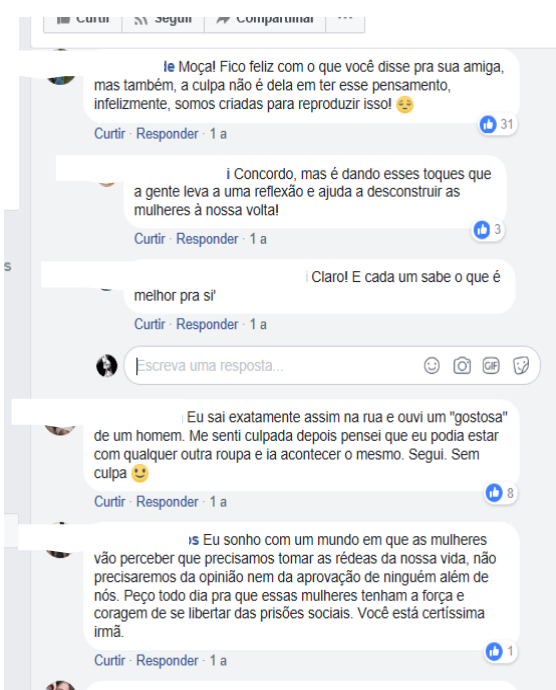 Curtir Seguir Compartilhar ...
le Moça! Fico feliz com o que você disse pra sua amiga,
mas também, a culpa não é dela em ter esse pensamento,
infelizmente, somos criadas para reproduzir isso!
31
Curtir · Responder · 1 a
i Concordo, mas é dando esses toques que
a gente leva a uma reflexão e ajuda a desconstruir as
mulheres à nossa volta!
3
Curtir · Responder · 1 a
Claro! E cada um sabe o que é
melhor pra si'
Curtir · Responder · 1 a
s
Escreva uma resposta...
GIF
Eu sai exatamente assim na rua e ouvi um "gostosa"
de um homem. Me senti culpada depois pensei que eu podia estar
com qualquer outra roupa e ia acontecer o mesmo. Segui. Sem
culpa
8
Curtir · Responder · 1 a
os Eu sonho com um mundo em que as mulheres
vão perceber que precisamos tomar as rédeas da nossa vida, não
precisaremos da opinião nem da aprovação de ninguém além de
nós. Peço todo dia pra que essas mulheres tenham a força e
coragem de se libertar das prisões sociais. Você está certíssima
irmã.
1
Curtir · Responder · 1 a